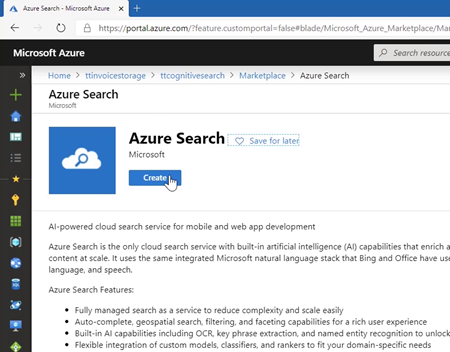 Azure Search - Microsoft Azure
https://portal.azure.com/?feature.customportal=false#blade/Microsoft_Azure_Marketplace/Mar
Microsoft Azure
Search resource
Home > ttinvoicestorage > ttcognitivesearch > Marketplace > Azure Search
Azure Search
Microsoft
Azure Search
Save for later
Microsoft
Create
AI-powered cloud search service for mobile and web app development
Azure Search is the only cloud search service with built-in artificial intelligence (AI) capabilities that enrich a
content at scale. It uses the same integrated Microsoft natural language stack that Bing and Office have use
language, and speech.
Azure Search Features:
• Fully managed search as a service to reduce complexity and scale easily
• Auto-complete, geospatial search, filtering, and faceting capabilities for a rich user experience
• Built-in AI capabilities including OCR, key phrase extraction, and named entity recognition to unlock
• Flexible integration of custom models, classifiers, and rankers to fit your domain-specific needs